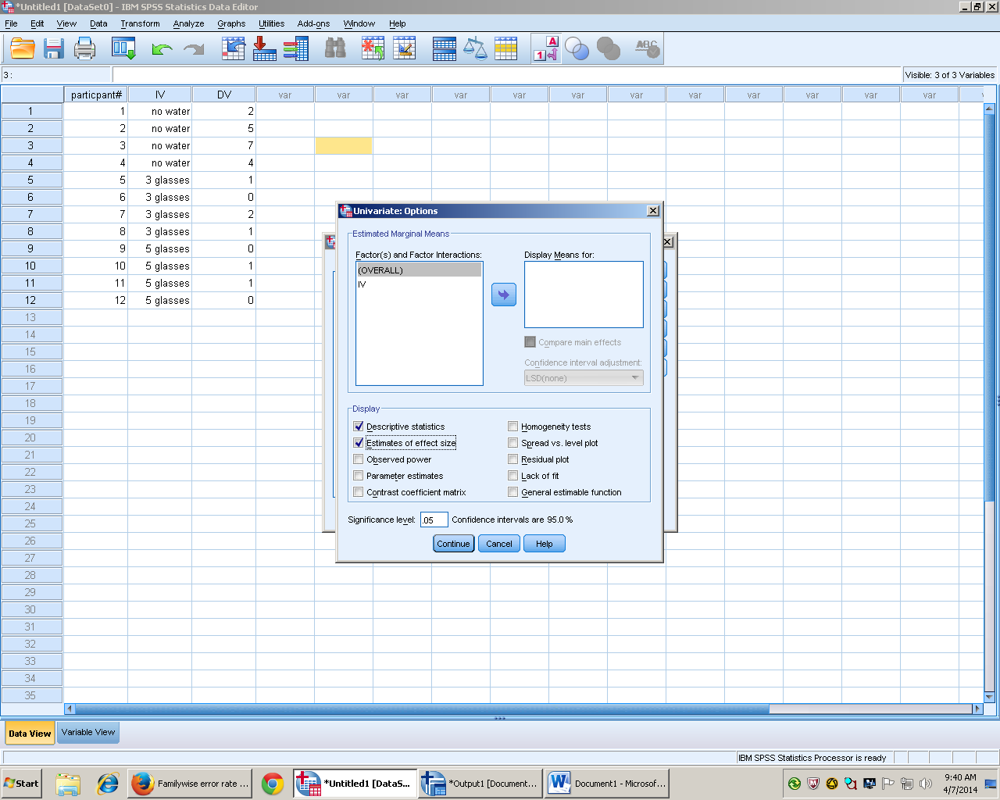 *Untitled1 [DataSet0] - IBM SPSS Statistics Data Editor
File Edit View Data Transform Analyze Graphs Utilities Add-ons Window Help
3 :
Visible: 3 of 3 Variables
particpant# IV DV var var var var var var var var var var var var
1 1 no water 2
2 2 no water 5
3 3 no water 7
4 4 no water 4
5 5 3 glasses 1
6 6 3 glasses 0
7 7 3 glasses 2
8 8 3 glasses 1
9 9 5 glasses 0
10 10 5 glasses 1
11 11 5 glasses 1
12 12 5 glasses 0
13
14
15
16
17
18
19
20
21
22
23
24
25
26
27
28
29
30
31
32
33
34
35
Univariate: Options
Estimated Marginal Means
Factor(s) and Factor Interactions:
(OVERALL)
IV
Display Means for:
Compare main effects
Confidence interval adjustment:
LSD(none)
Display
Descriptive statistics
Estimates of effect size
Observed power
Parameter estimates
Contrast coefficient matrix
Homogeneity tests
Spread vs. level plot
Residual plot
Lack of fit
General estimable function
Significance level: .05 Confidence intervals are 95.0 %
Continue Cancel Help
Data View Variable View
IBM SPSS Statistics Processor is ready
Start
Familywise error rate ...
*Untitled1 [DataS...
*Output1 [Document...
Document1 - Microsof...
9:40 AM
4/7/2014